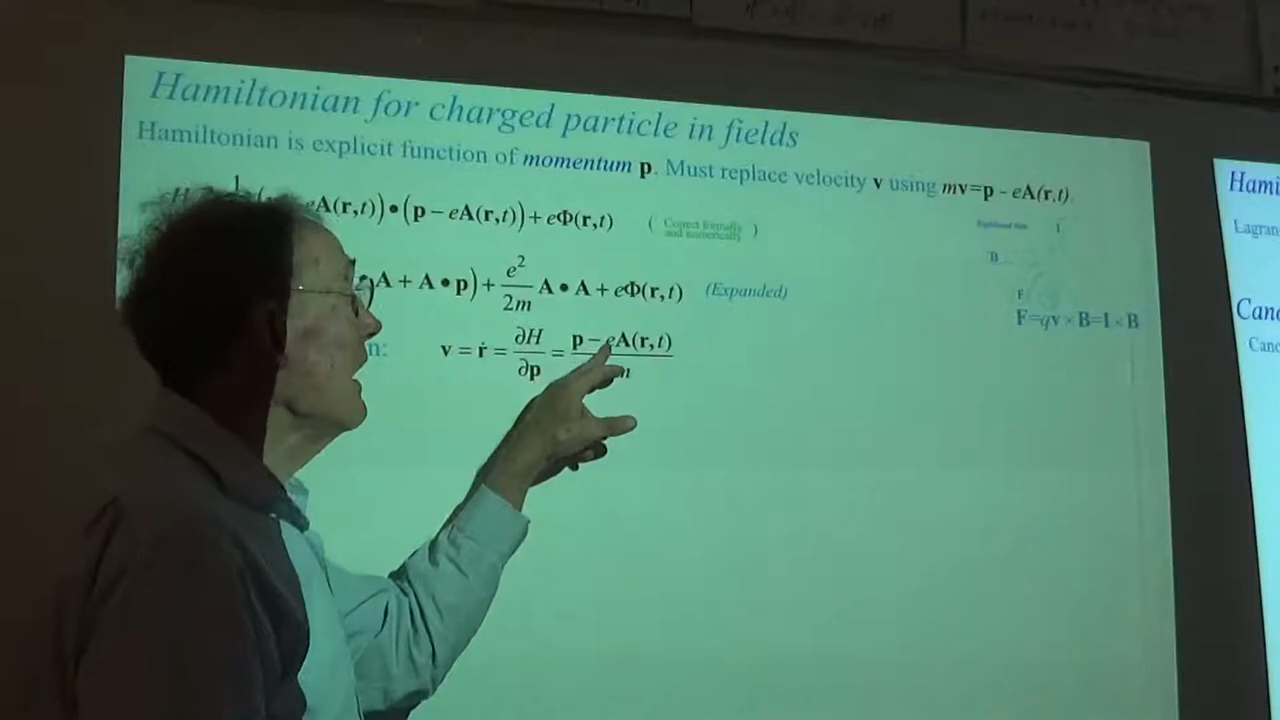 Hamiltonian for charged particle in fields
Hamiltonian is explicit function of momentum p. Must replace velocity v using mv=p - eA(r,t)
eA(r,t))•(p − eA(r,t)) + eΦ(r,t) (Correct formally and numerically)
A + A • p) + e²/2m A • A + eΦ(r,t) (Expanded)
n: v = ṙ = ∂H/∂p = p − eA(r,t)
B
F
I
F=qv×B=I×B
Hami
Lagran
Cano
Cano